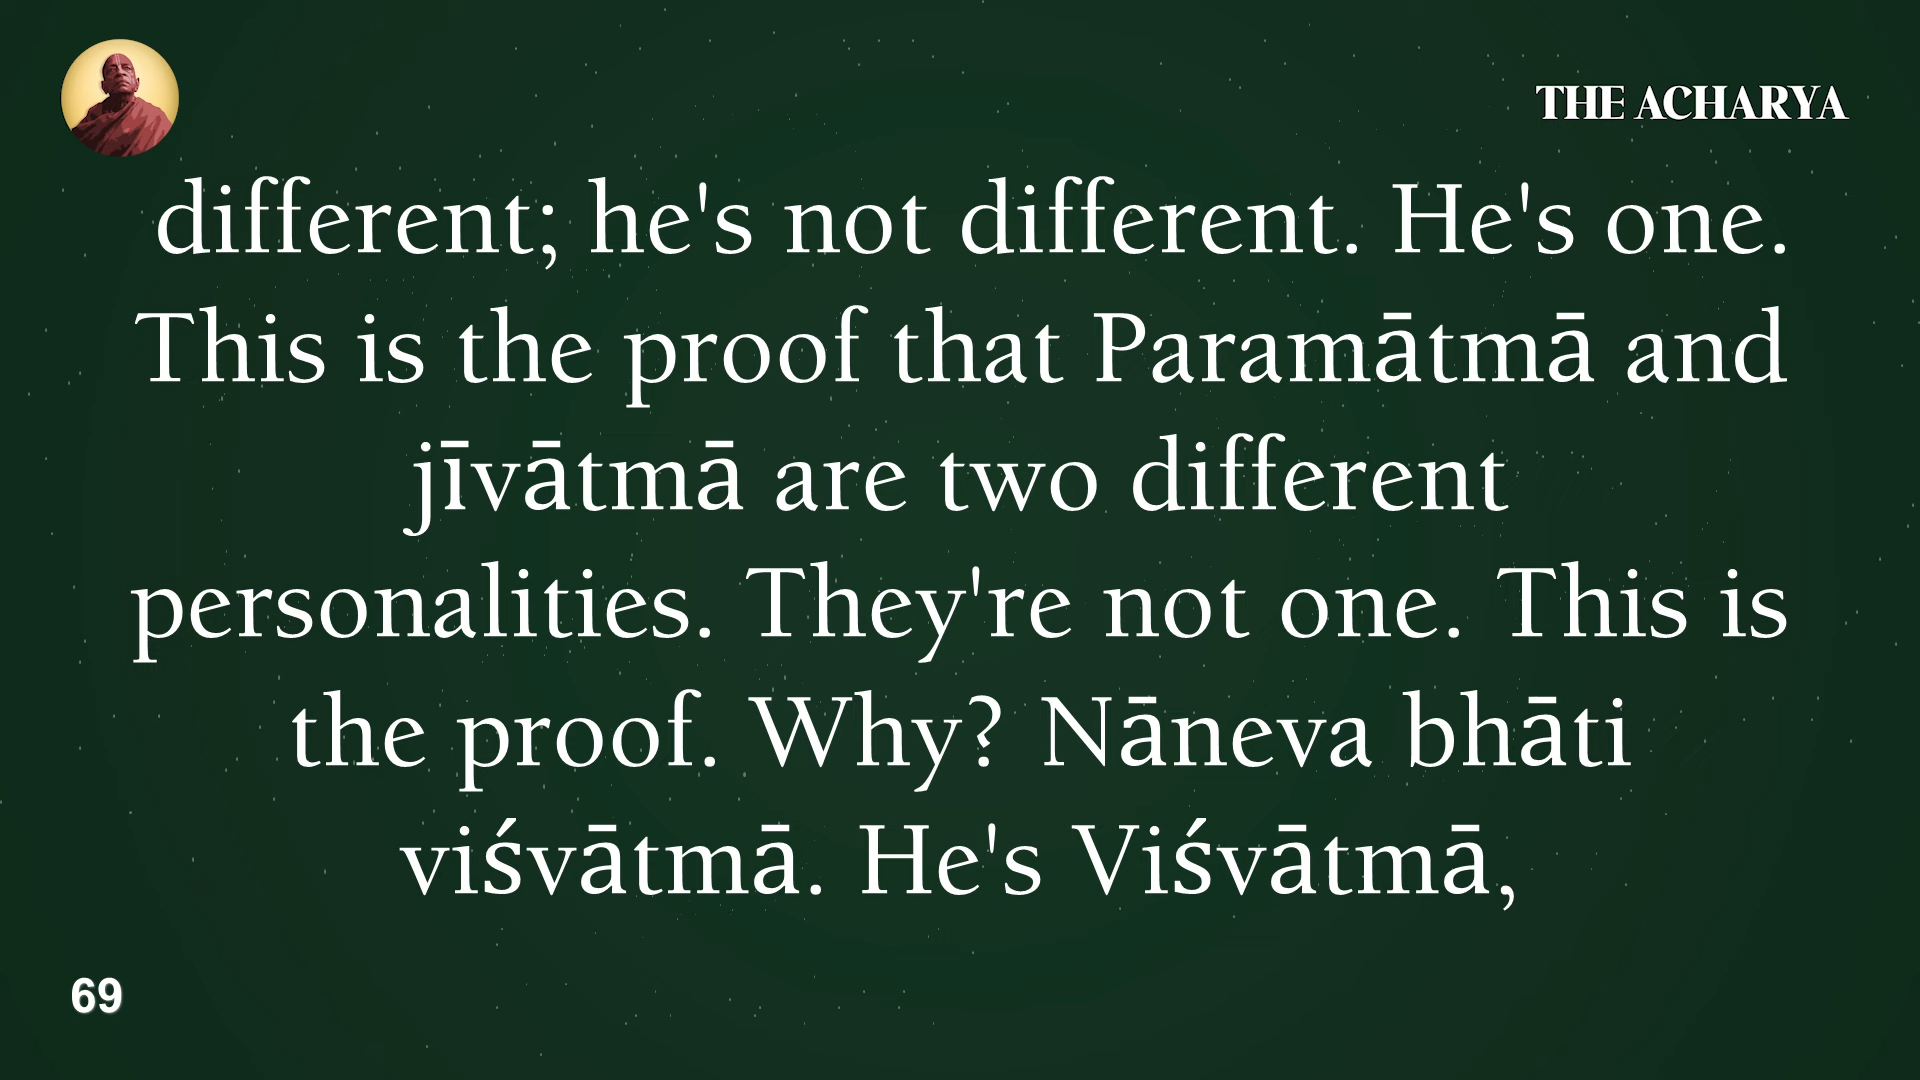 THE ACHARYA
different; he's not different. He's one.
This is the proof that Paramātmā and
jīvātmā are two different
personalities. They're not one. This is
the proof. Why? Nāneva bhāti
viśvātmā. He's Viśvātmā,
69